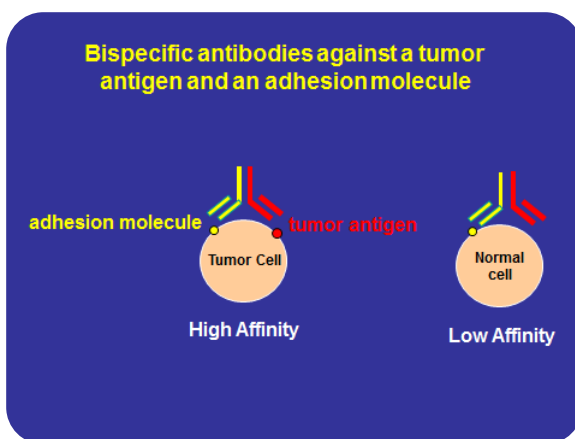 Bispecific antibodies against a tumor
antigen and an adhesion molecule
adhesion molecule
tumor antigen
Tumor Cell
High Affinity
Normal
cell
Low Affinity